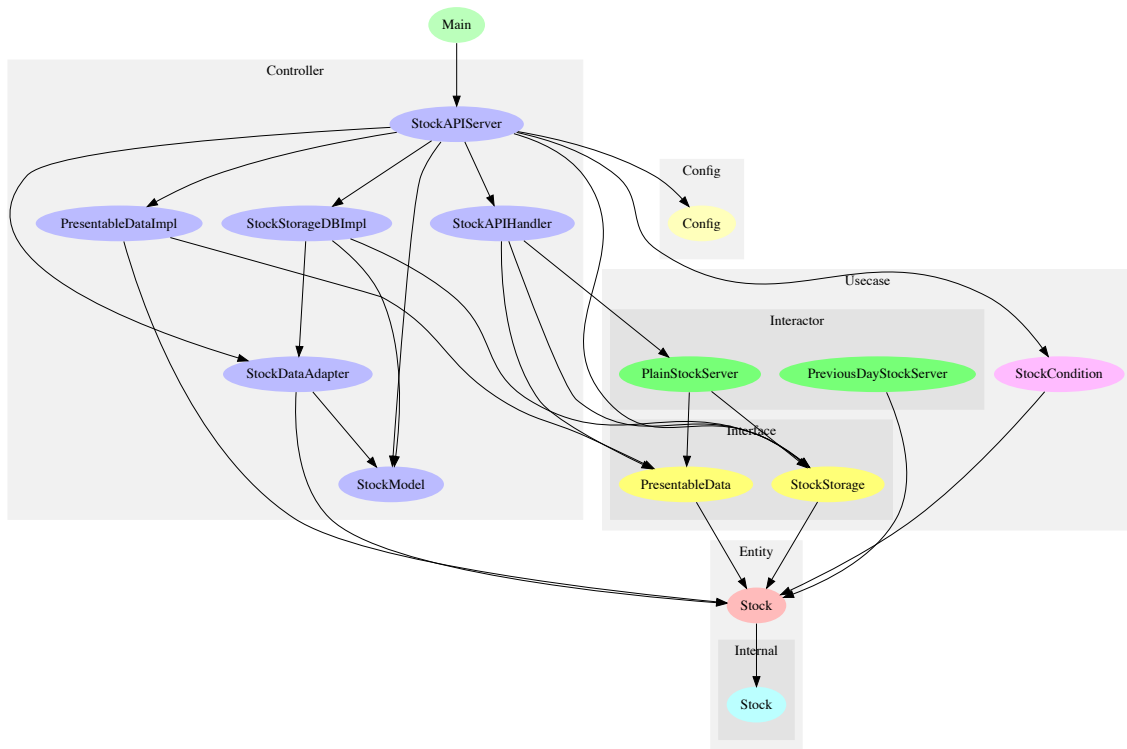 Main
Controller
StockAPIServer
Config
PresentableDataImpl
StockStorageDBImpl
StockAPIHandler
Config
Usecase
Interactor
StockDataAdapter
PlainStockServer
PreviousDayStockServer
StockCondition
Interface
StockModel
PresentableData
StockStorage
Entity
Stock
Internal
Stock